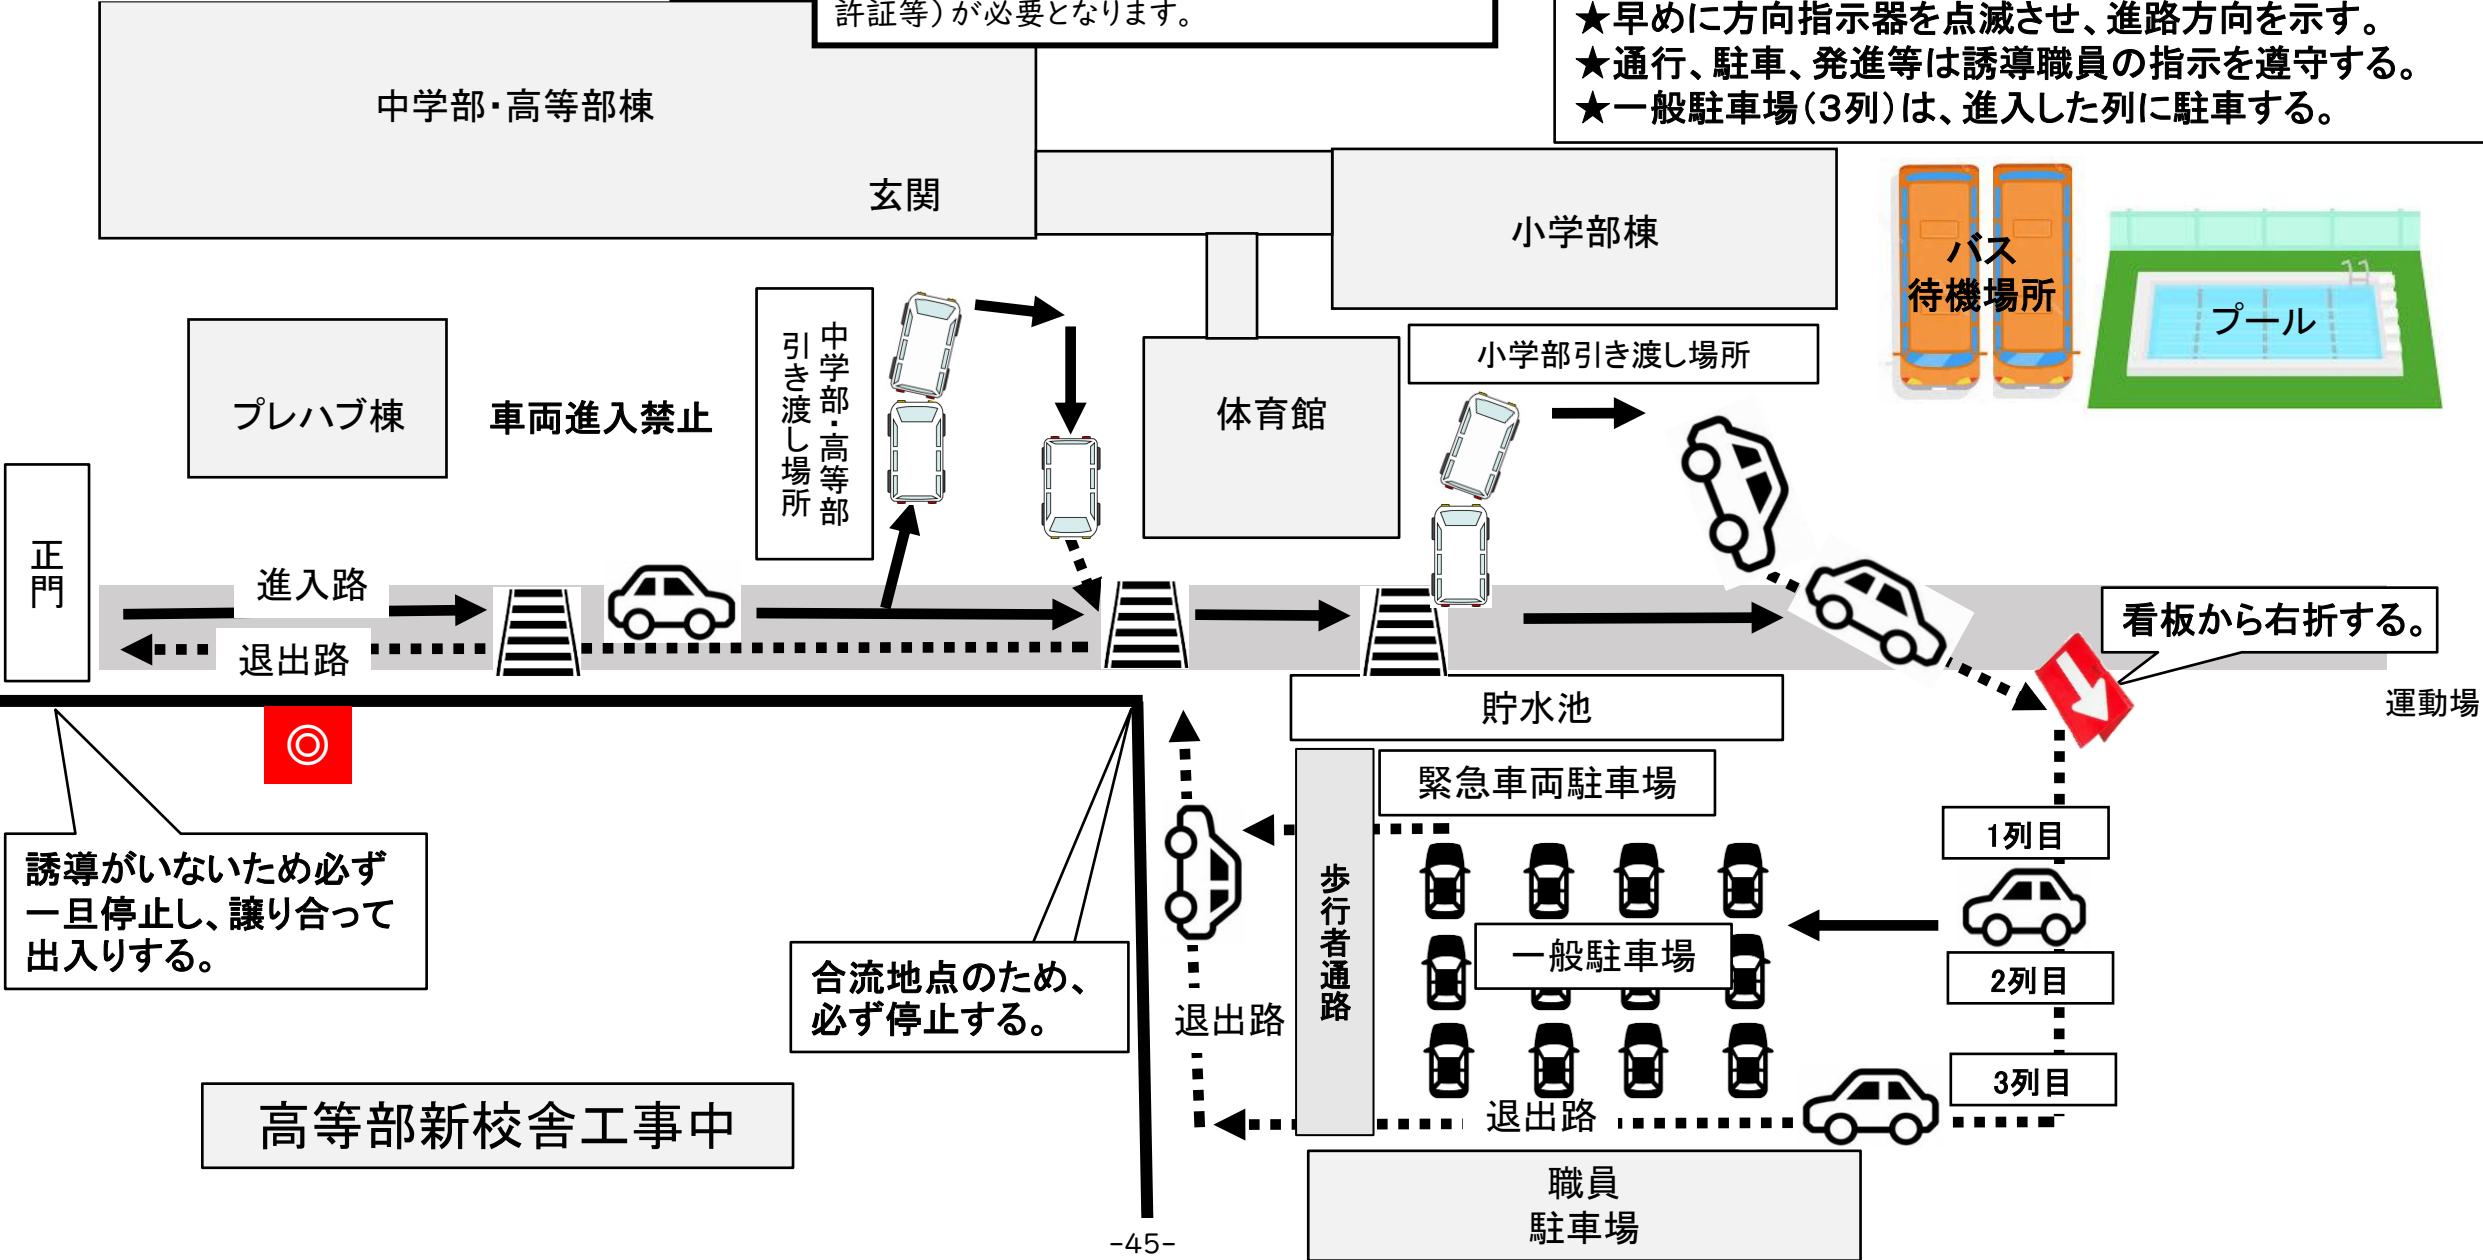 許証等）が必要となります。
★早めに方向指示器を点滅させ、進路方向を示す。
★通行、駐車、発進等は誘導職員の指示を遵守する。
★一般駐車場（３列）は、進入した列に駐車する。
中学部・高等部棟
玄関
小学部棟
バス
待機場所
プール
プレハブ棟
車両進入禁止
中学部・高等部
引き渡し場所
体育館
小学部引き渡し場所
正門
進入路
退出路
看板から右折する。
運動場
貯水池
◎
緊急車両駐車場
歩行者通路
1列目
誘導がいないため必ず
一旦停止し、譲り合って
出入りする。
合流地点のため、
必ず停止する。
一般駐車場
2列目
退出路
3列目
退出路
高等部新校舎工事中
職員
駐車場
-45-